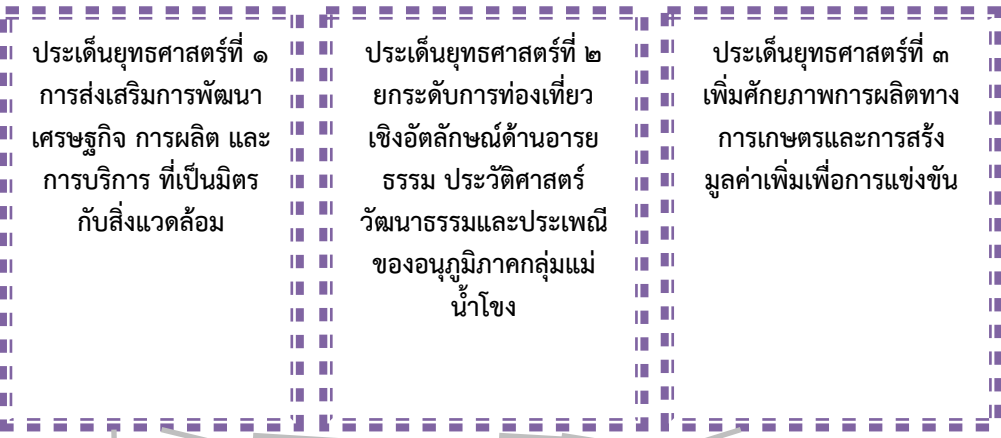 ประเด็นยุทธศาสตร์ที่ ๑
การส่งเสริมการพัฒนา
เศรษฐกิจ การผลิต และ
การบริการ ที่เป็นมิตร
กับสิ่งแวดล้อม
ประเด็นยุทธศาสตร์ที่ ๒
ยกระดับการท่องเที่ยว
เชิงอัตลักษณ์ด้านอารย
ธรรม ประวัติศาสตร์
วัฒนาธรรมและประเพณี
ของอนุภูมิภาคกลุ่มแม่
น้ำโขง
ประเด็นยุทธศาสตร์ที่ ๓
เพิ่มศักยภาพการผลิตทาง
การเกษตรและการสร้ง
มูลค่าเพิ่มเพื่อการแข่งขัน